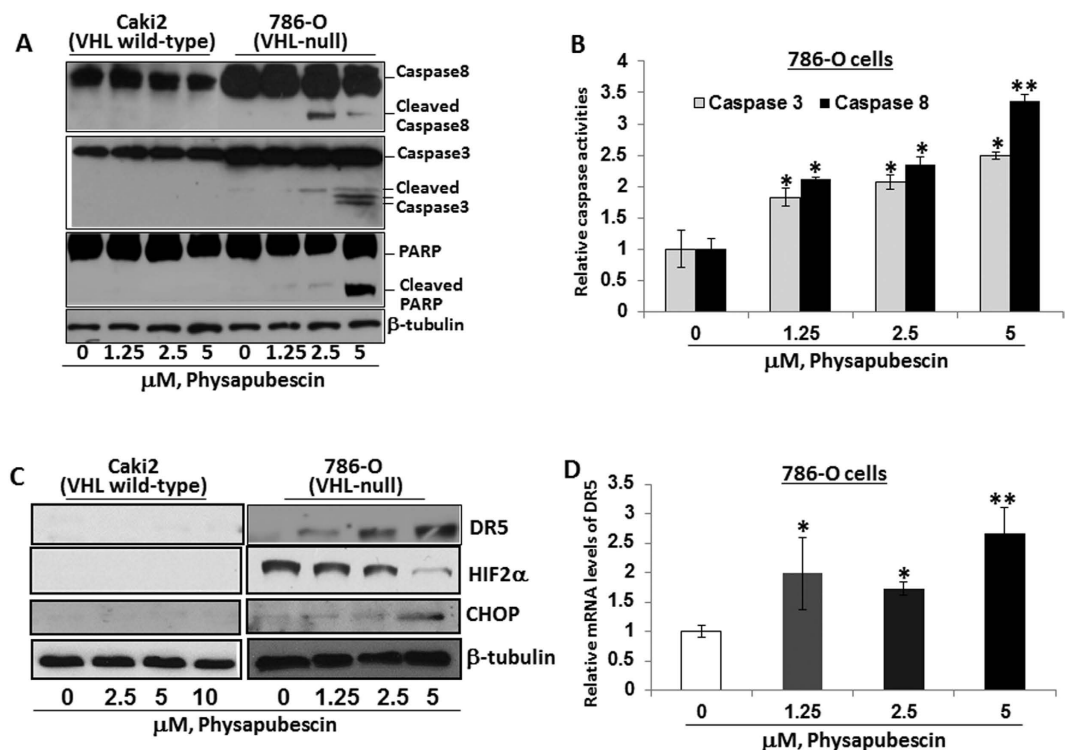 A
Caki2
(VHL wild-type)
786-O
(VHL-null)
Caspase8
Cleaved
Caspase8
Caspase3
Cleaved
Caspase3
PARP
Cleaved
PARP
β-tubulin
0 1.25 2.5 5 0 1.25 2.5 5
μM, Physapubescin
B
786-O cells
Caspase 3 Caspase 8
Relative caspase activities
4
3.5
3
2.5
2
1.5
1
0.5
0
* * * * * **
0 1.25 2.5 5
μM, Physapubescin
C
Caki2
(VHL wild-type)
786-O
(VHL-null)
DR5
HIF2α
CHOP
β-tubulin
0 2.5 5 10 0 1.25 2.5 5
μM, Physapubescin
D
786-O cells
Relative mRNA levels of DR5
3.5
3
2.5
2
1.5
1
0.5
0
* * **
0 1.25 2.5 5
μM, Physapubescin